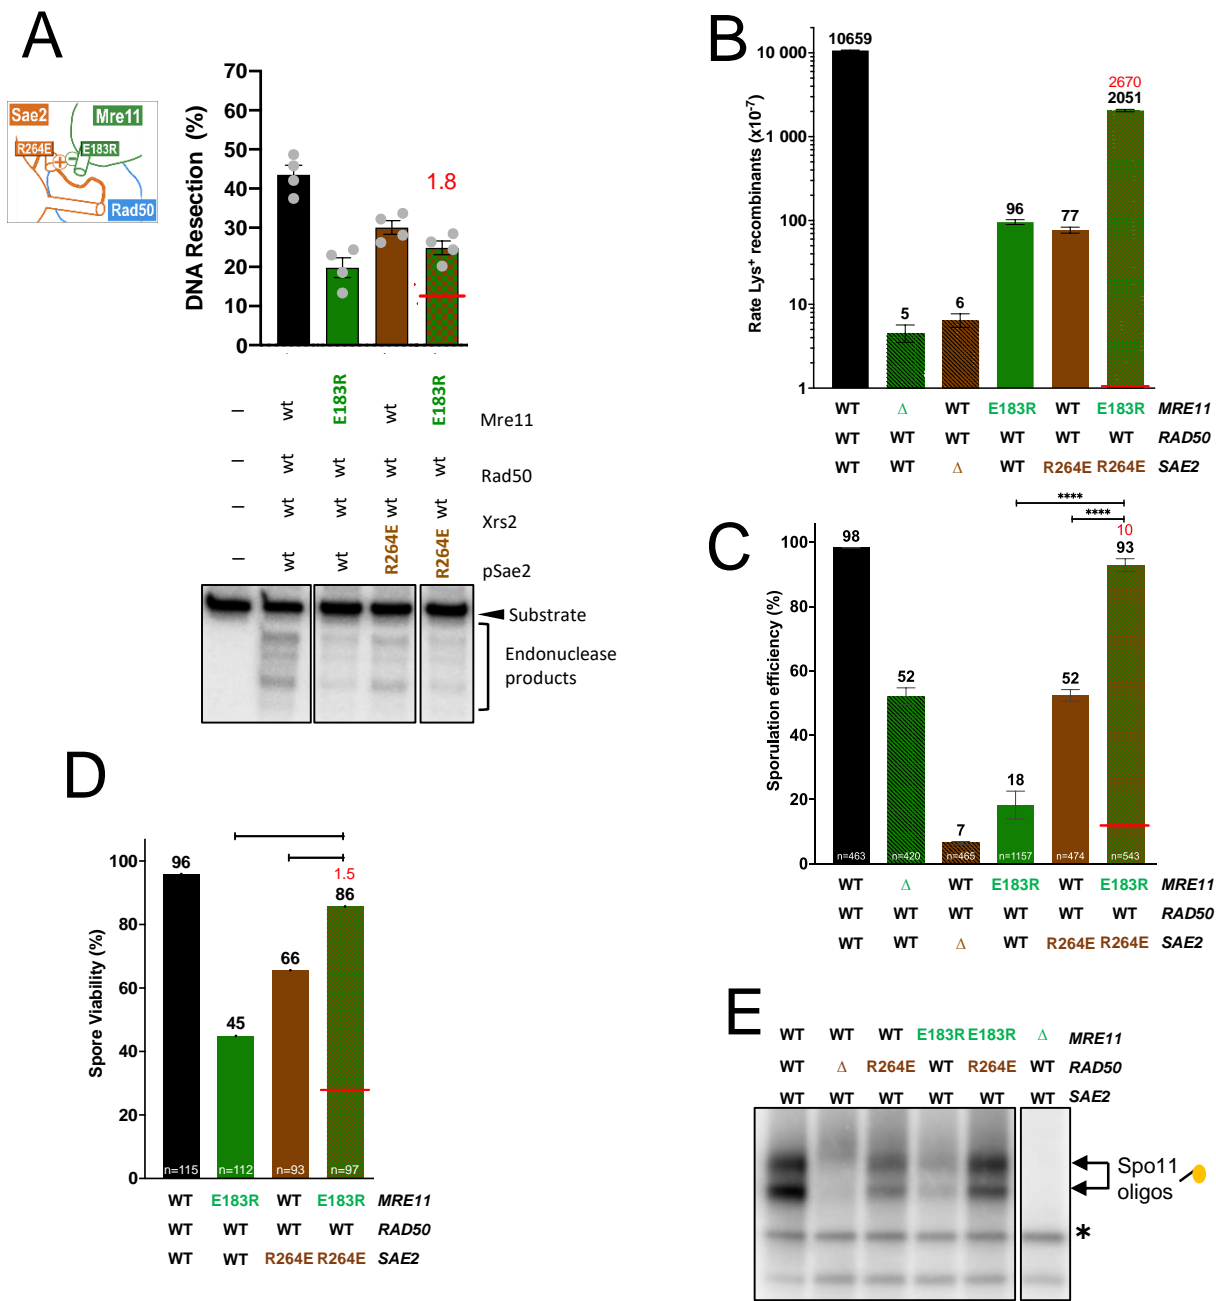 A
Sae2
Mre11
R264E
+
−
E183R
Rad50
DNA Resection (%)
70
60
50
40
30
20
10
0
1.8
– wt E183R wt E183R Mre11
– wt wt wt wt Rad50
– wt wt wt wt Xrs2
– wt wt R264E R264E pSae2
Substrate
Endonuclease
products
B
Rate Lys+ recombinants (x10-7)
10 000
1 000
100
10
1
10659
5
6
96
77
2670
2051
WT Δ WT E183R WT E183R MRE11
WT WT WT WT WT WT RAD50
WT WT Δ WT R264E R264E SAE2
C
Sporulation efficiency (%)
100
80
60
40
20
0
****
****
98
52
7
18
52
10
93
n=463 n=420 n=465 n=1157 n=474 n=543
WT Δ WT E183R WT E183R MRE11
WT WT WT WT WT WT RAD50
WT WT Δ WT R264E R264E SAE2
D
Spore Viability (%)
100
80
60
40
20
0
96
45
66
1.5
86
n=115 n=112 n=93 n=97
WT E183R WT E183R MRE11
WT WT WT WT RAD50
WT WT R264E R264E SAE2
E
WT WT WT E183R E183R Δ MRE11
WT Δ R264E WT R264E WT RAD50
WT WT WT WT WT WT SAE2
Spo11
oligos
*